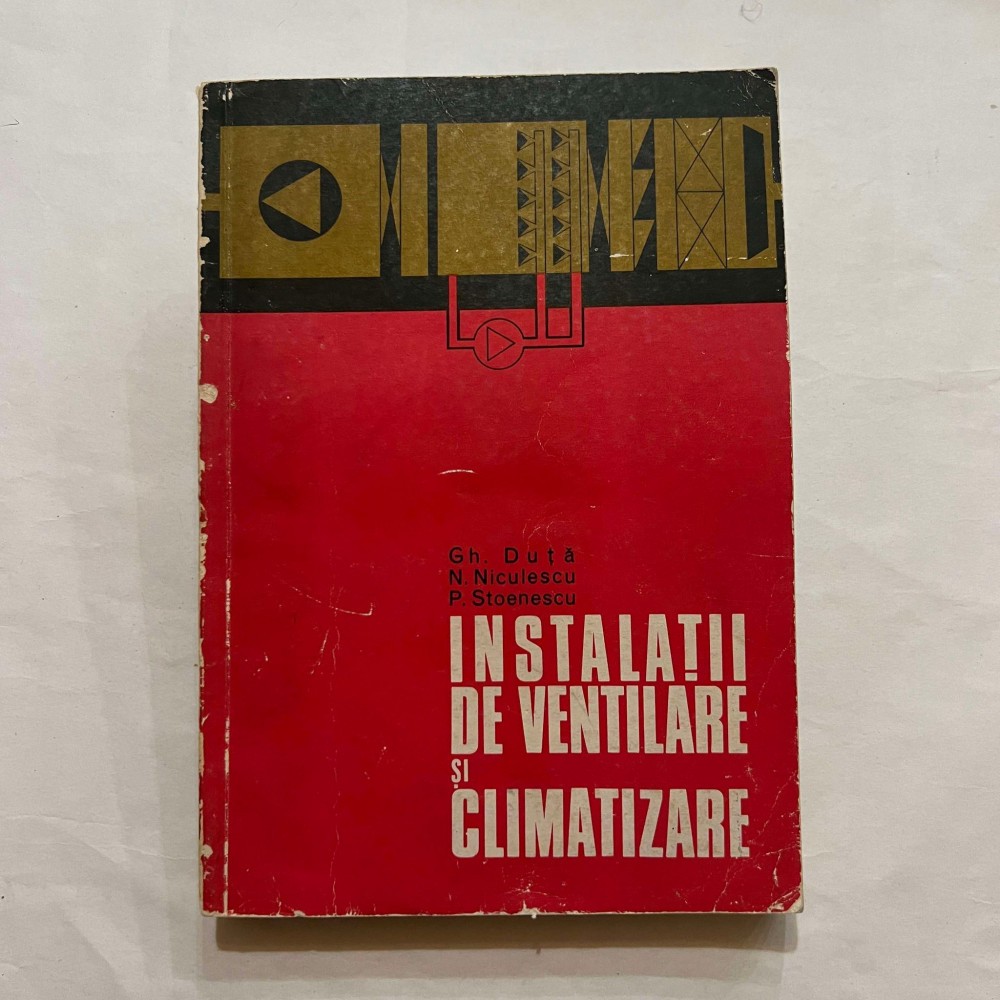 Gh. Duță
N. Niculescu
P. Stoenescu
INSTALAȚII
DE VENTILARE
ȘI
CLIMATIZARE